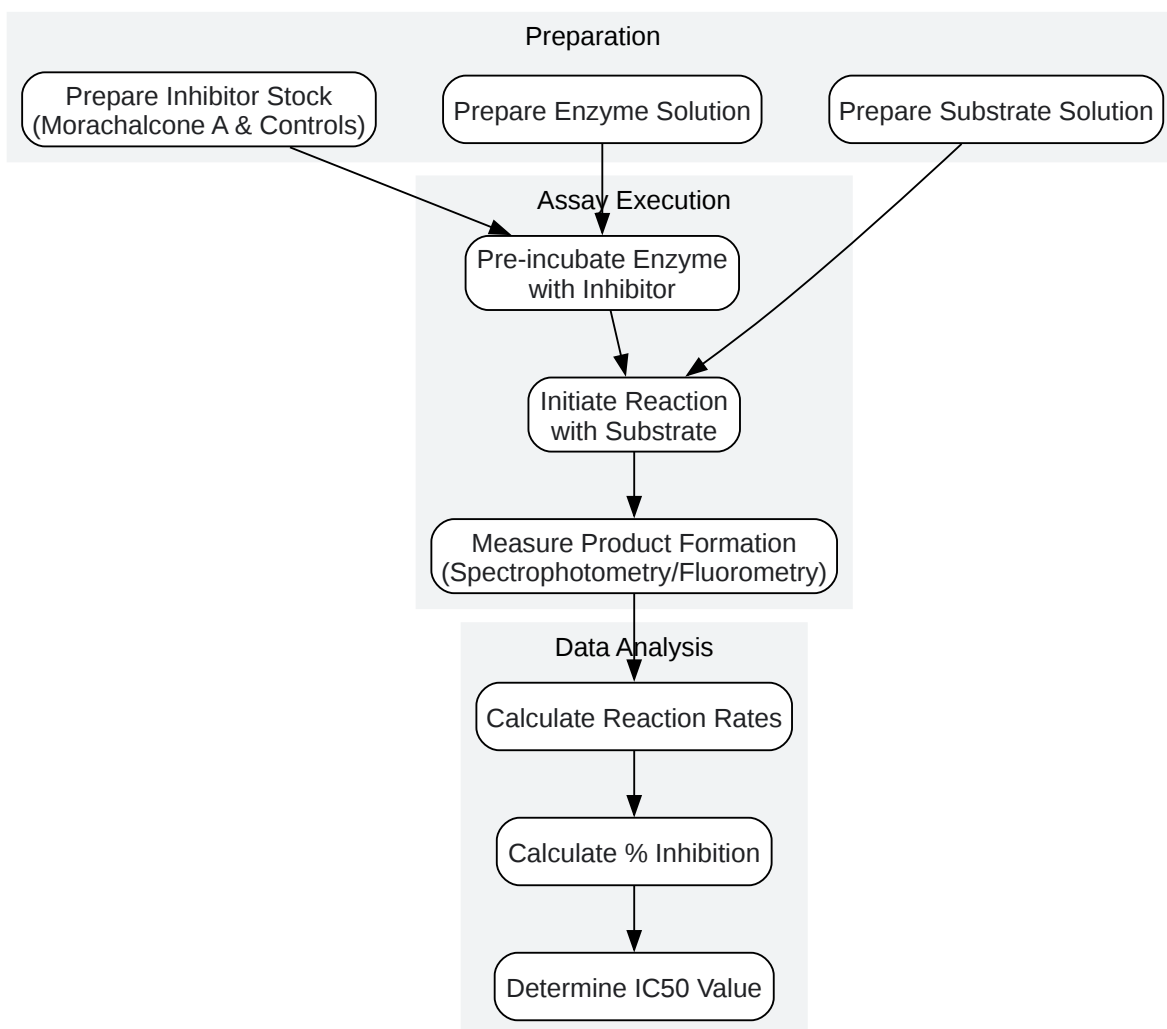 Preparation
Prepare Inhibitor Stock
(Morachalcone A & Controls)
Prepare Enzyme Solution
Prepare Substrate Solution
Assay Execution
Pre-incubate Enzyme
with Inhibitor
Initiate Reaction
with Substrate
Measure Product Formation
(Spectrophotometry/Fluorometry)
Data Analysis
Calculate Reaction Rates
Calculate % Inhibition
Determine IC50 Value